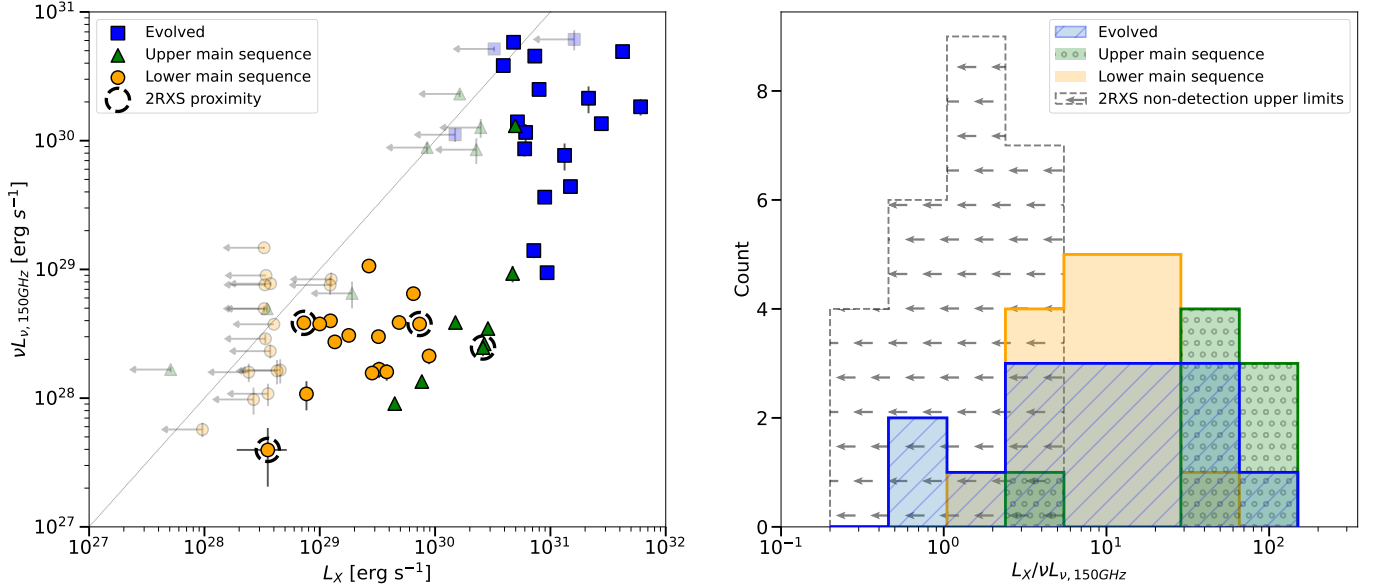 10^31
10^30
10^29
10^28
10^27
νL_ν,150GHz [erg s^−1]
Evolved
Upper main sequence
Lower main sequence
2RXS proximity
10^27 10^28 10^29 10^30 10^31 10^32
L_X [erg s^−1]
8
6
4
2
0
Count
Evolved
Upper main sequence
Lower main sequence
2RXS non-detection upper limits
10^−1 10^0 10^1 10^2
L_X/νL_ν,150GHz